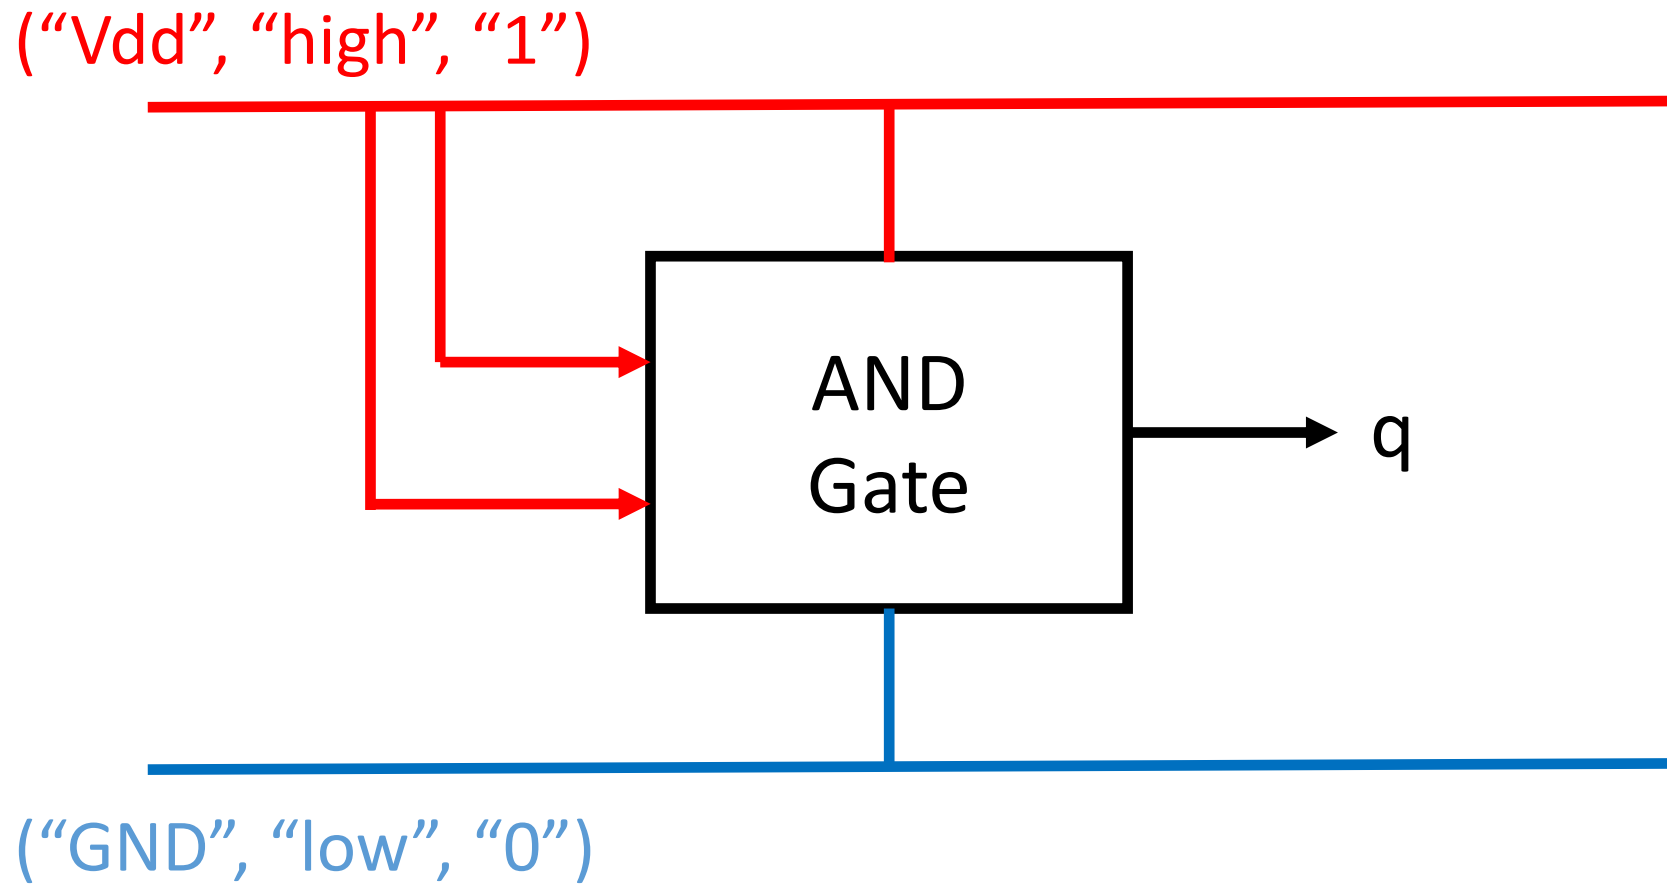 (“Vdd”, “high”, “1”)
AND
Gate
q
(“GND”, “low”, “0”)